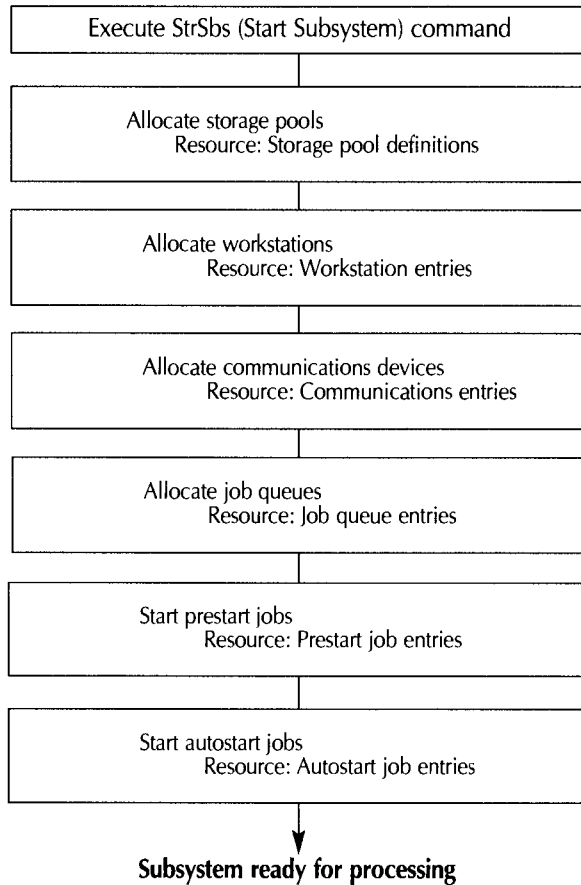 Execute StrSbs (Start Subsystem) command
Allocate storage pools
Resource: Storage pool definitions
Allocate workstations
Resource: Workstation entries
Allocate communications devices
Resource: Communications entries
Allocate job queues
Resource: Job queue entries
Start prestart jobs
Resource: Prestart job entries
Start autostart jobs
Resource: Autostart job entries
Subsystem ready for processing